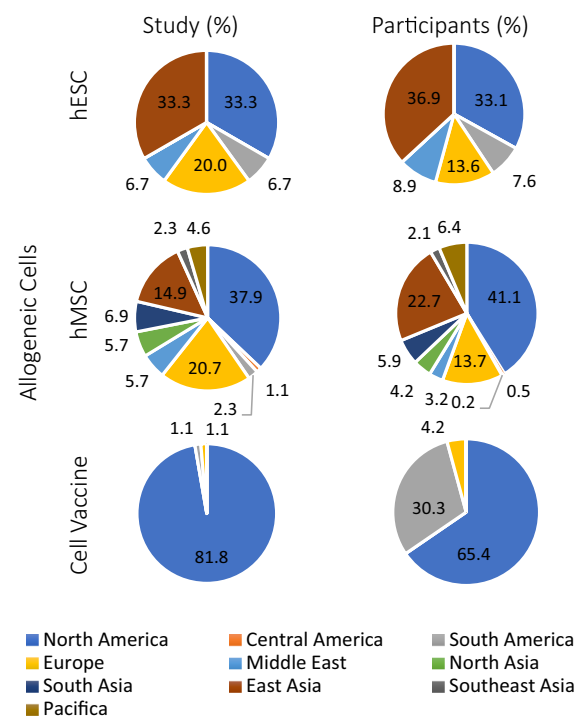 Study (%)
Participants (%)
Allogeneic Cells
hESC
33.3
33.3
20.0
6.7
6.7
36.9
33.1
13.6
8.9
7.6
hMSC
2.3
4.6
14.9
37.9
6.9
5.7
5.7
20.7
2.3
1.1
2.1
6.4
22.7
41.1
5.9
4.2
3.2
13.7
0.2
0.5
Cell Vaccine
1.1
1.1
81.8
4.2
30.3
65.4
North America
Central America
South America
Europe
Middle East
North Asia
South Asia
East Asia
Southeast Asia
Pacifica